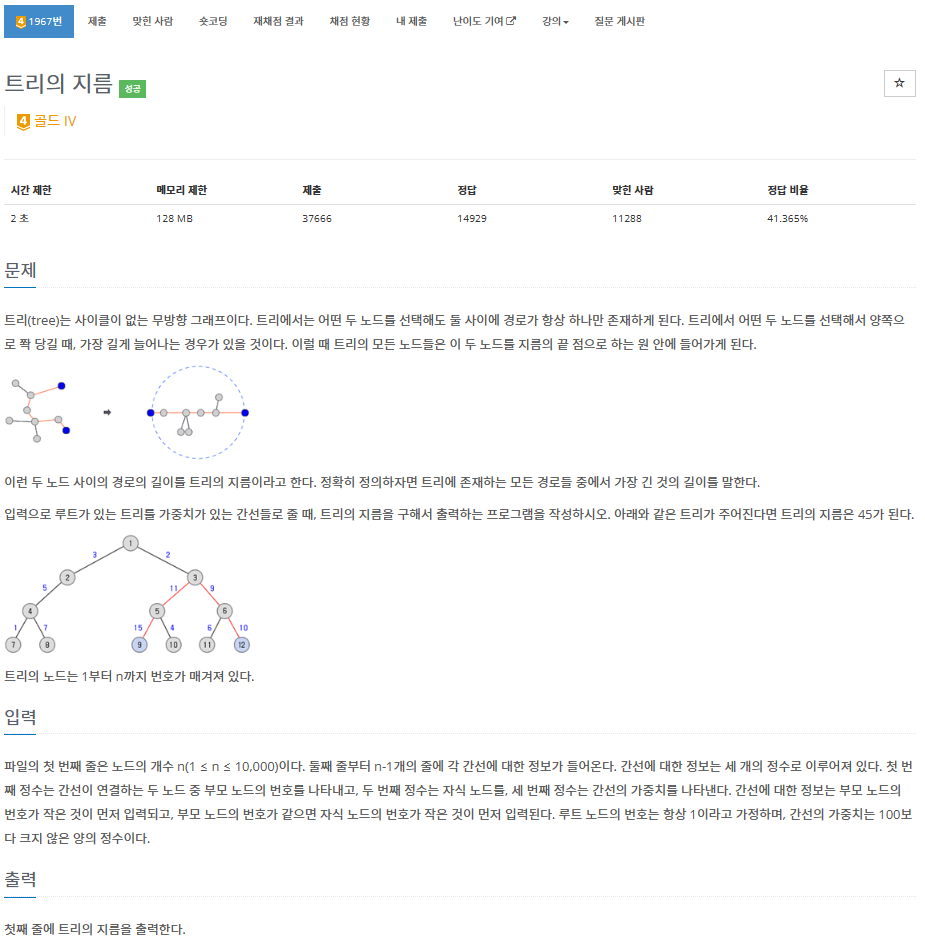 4 1967번 제출 맞힌 사람 숏코딩 재채점 결과 채점 현황 내 제출 난이도 기여 강의 질문 게시판
트리의 지름 성공 ☆
4 골드 IV
시간 제한 메모리 제한 제출 정답 맞힌 사람 정답 비율
2 초 128 MB 37666 14929 11288 41.365%
문제
트리(tree)는 사이클이 없는 무방향 그래프이다. 트리에서는 어떤 두 노드를 선택해도 둘 사이에 경로가 항상 하나만 존재하게 된다. 트리에서 어떤 두 노드를 선택해서 양쪽으
로 쫙 당길 때, 가장 길게 늘어나는 경우가 있을 것이다. 이럴 때 트리의 모든 노드들은 이 두 노드를 지름의 끝 점으로 하는 원 안에 들어가게 된다.
이런 두 노드 사이의 경로의 길이를 트리의 지름이라고 한다. 정확히 정의하자면 트리에 존재하는 모든 경로들 중에서 가장 긴 것의 길이를 말한다.
입력으로 루트가 있는 트리를 가중치가 있는 간선들로 줄 때, 트리의 지름을 구해서 출력하는 프로그램을 작성하시오. 아래와 같은 트리가 주어진다면 트리의 지름은 45가 된다.
1
3 2
2 3
5 11 9
4 5 6
1 7 15 4 6 10
7 8 9 10 11 12
트리의 노드는 1부터 n까지 번호가 매겨져 있다.
입력
파일의 첫 번째 줄은 노드의 개수 n(1 ≤ n ≤ 10,000)이다. 둘째 줄부터 n-1개의 줄에 각 간선에 대한 정보가 들어온다. 간선에 대한 정보는 세 개의 정수로 이루어져 있다. 첫 번
째 정수는 간선이 연결하는 두 노드 중 부모 노드의 번호를 나타내고, 두 번째 정수는 자식 노드를, 세 번째 정수는 간선의 가중치를 나타낸다. 간선에 대한 정보는 부모 노드의
번호가 작은 것이 먼저 입력되고, 부모 노드의 번호가 같으면 자식 노드의 번호가 작은 것이 먼저 입력된다. 루트 노드의 번호는 항상 1이라고 가정하며, 간선의 가중치는 100보
다 크지 않은 양의 정수이다.
출력
첫째 줄에 트리의 지름을 출력한다.